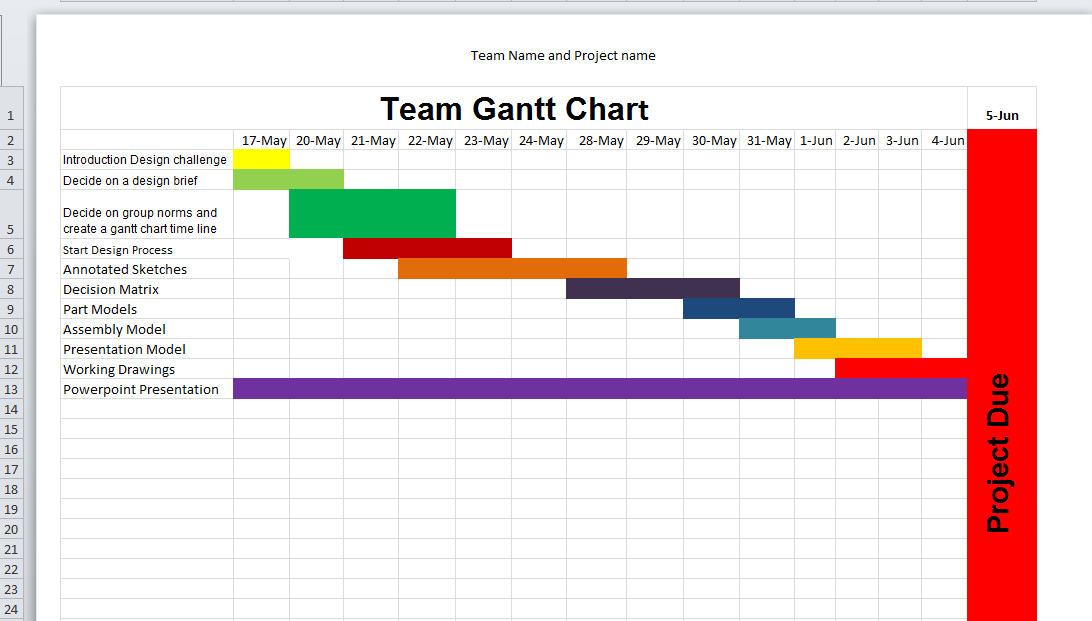 Team Name and Project name
1 Team Gantt Chart 5-Jun
2 17-May 20-May 21-May 22-May 23-May 24-May 28-May 29-May 30-May 31-May 1-Jun 2-Jun 3-Jun 4-Jun
3 Introduction Design challenge
4 Decide on a design brief
Decide on group norms and
5 create a gantt chart time line
6 Start Design Process
7 Annotated Sketches
8 Decision Matrix
9 Part Models
10 Assembly Model
11 Presentation Model
12 Working Drawings
13 Powerpoint Presentation
14
15
16
17
18
19
20
21
22
23
24
Project Due